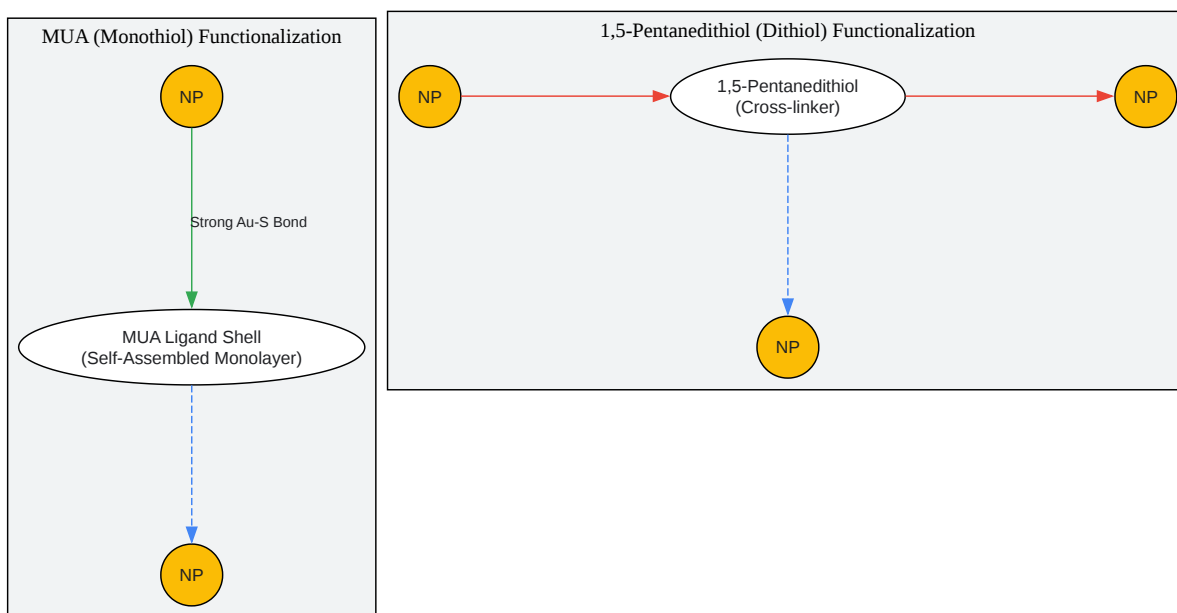 MUA (Monothiol) Functionalization
NP
Strong Au-S Bond
MUA Ligand Shell
(Self-Assembled Monolayer)
NP
1,5-Pentanedithiol (Dithiol) Functionalization
NP
1,5-Pentanedithiol
(Cross-linker)
NP
NP